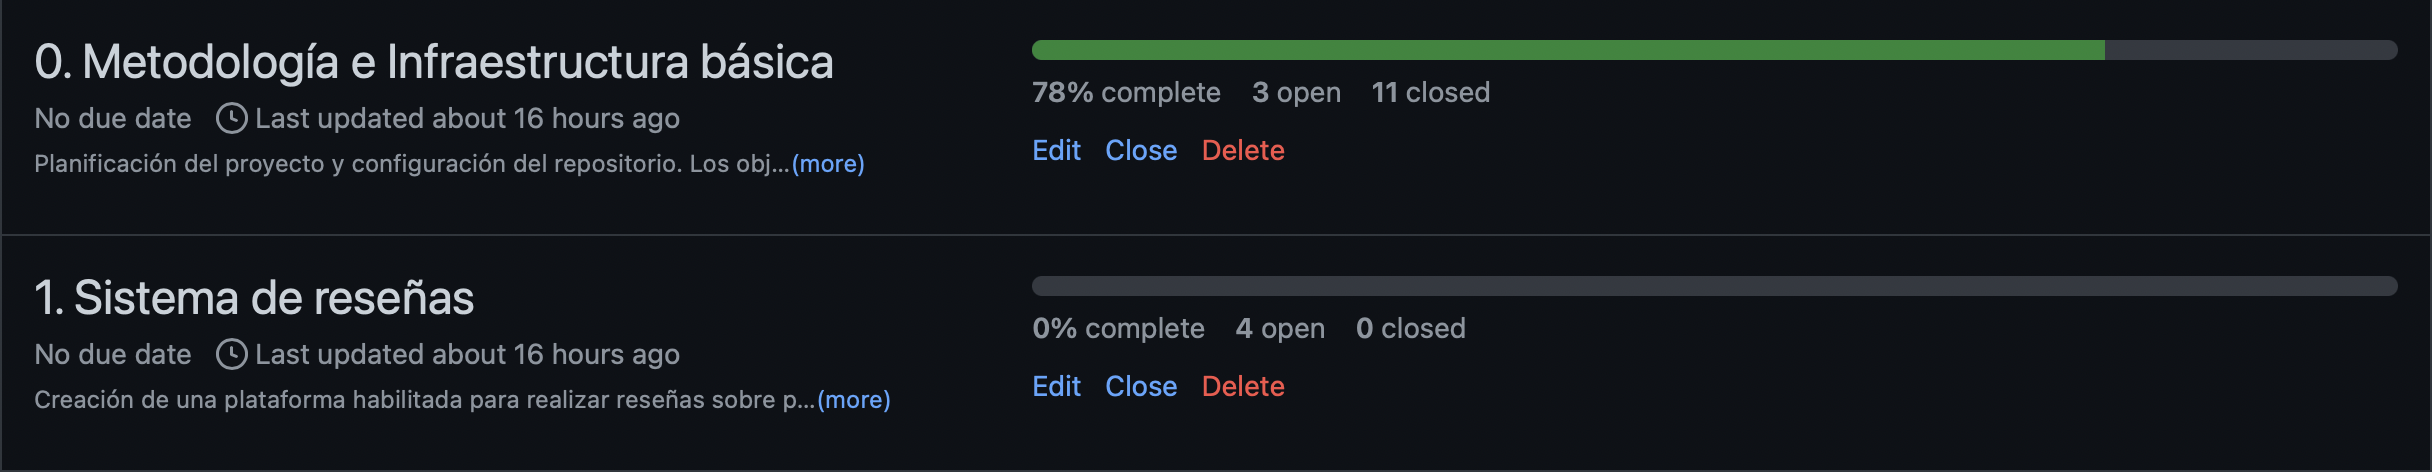 0. Metodología e Infraestructura básica
No due date Last updated about 16 hours ago
Planificación del proyecto y configuración del repositorio. Los obj...(more)
78% complete 3 open 11 closed
Edit Close Delete
1. Sistema de reseñas
No due date Last updated about 16 hours ago
Creación de una plataforma habilitada para realizar reseñas sobre p...(more)
0% complete 4 open 0 closed
Edit Close Delete